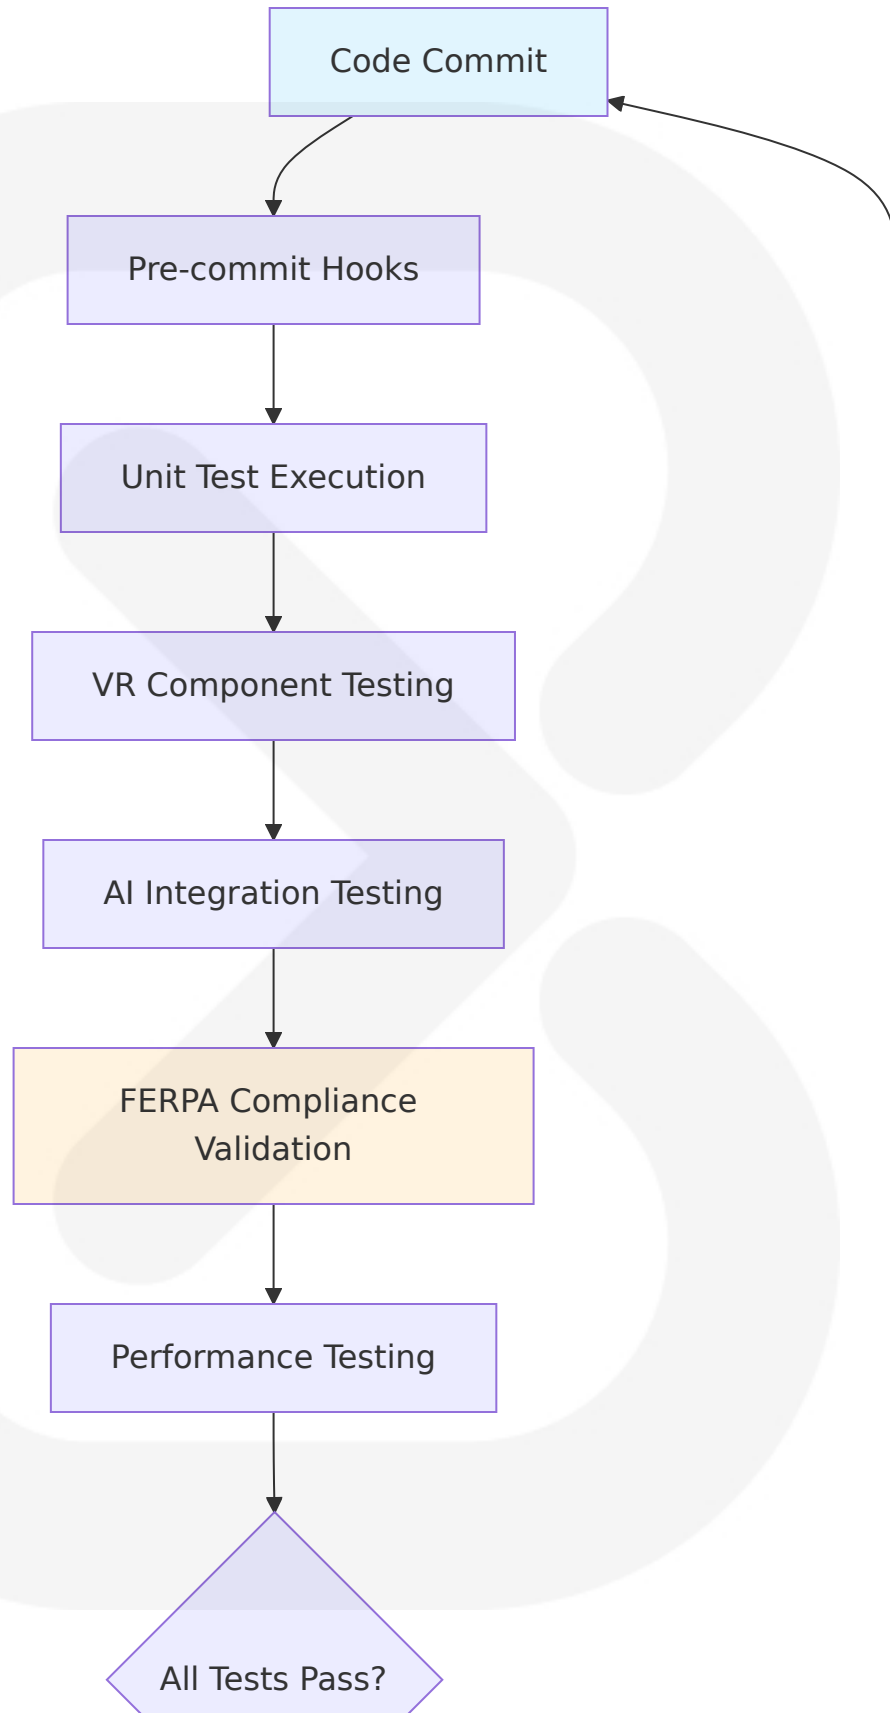 Code Commit
Pre-commit Hooks
Unit Test Execution
VR Component Testing
AI Integration Testing
FERPA Compliance
Validation
Performance Testing
All Tests Pass?